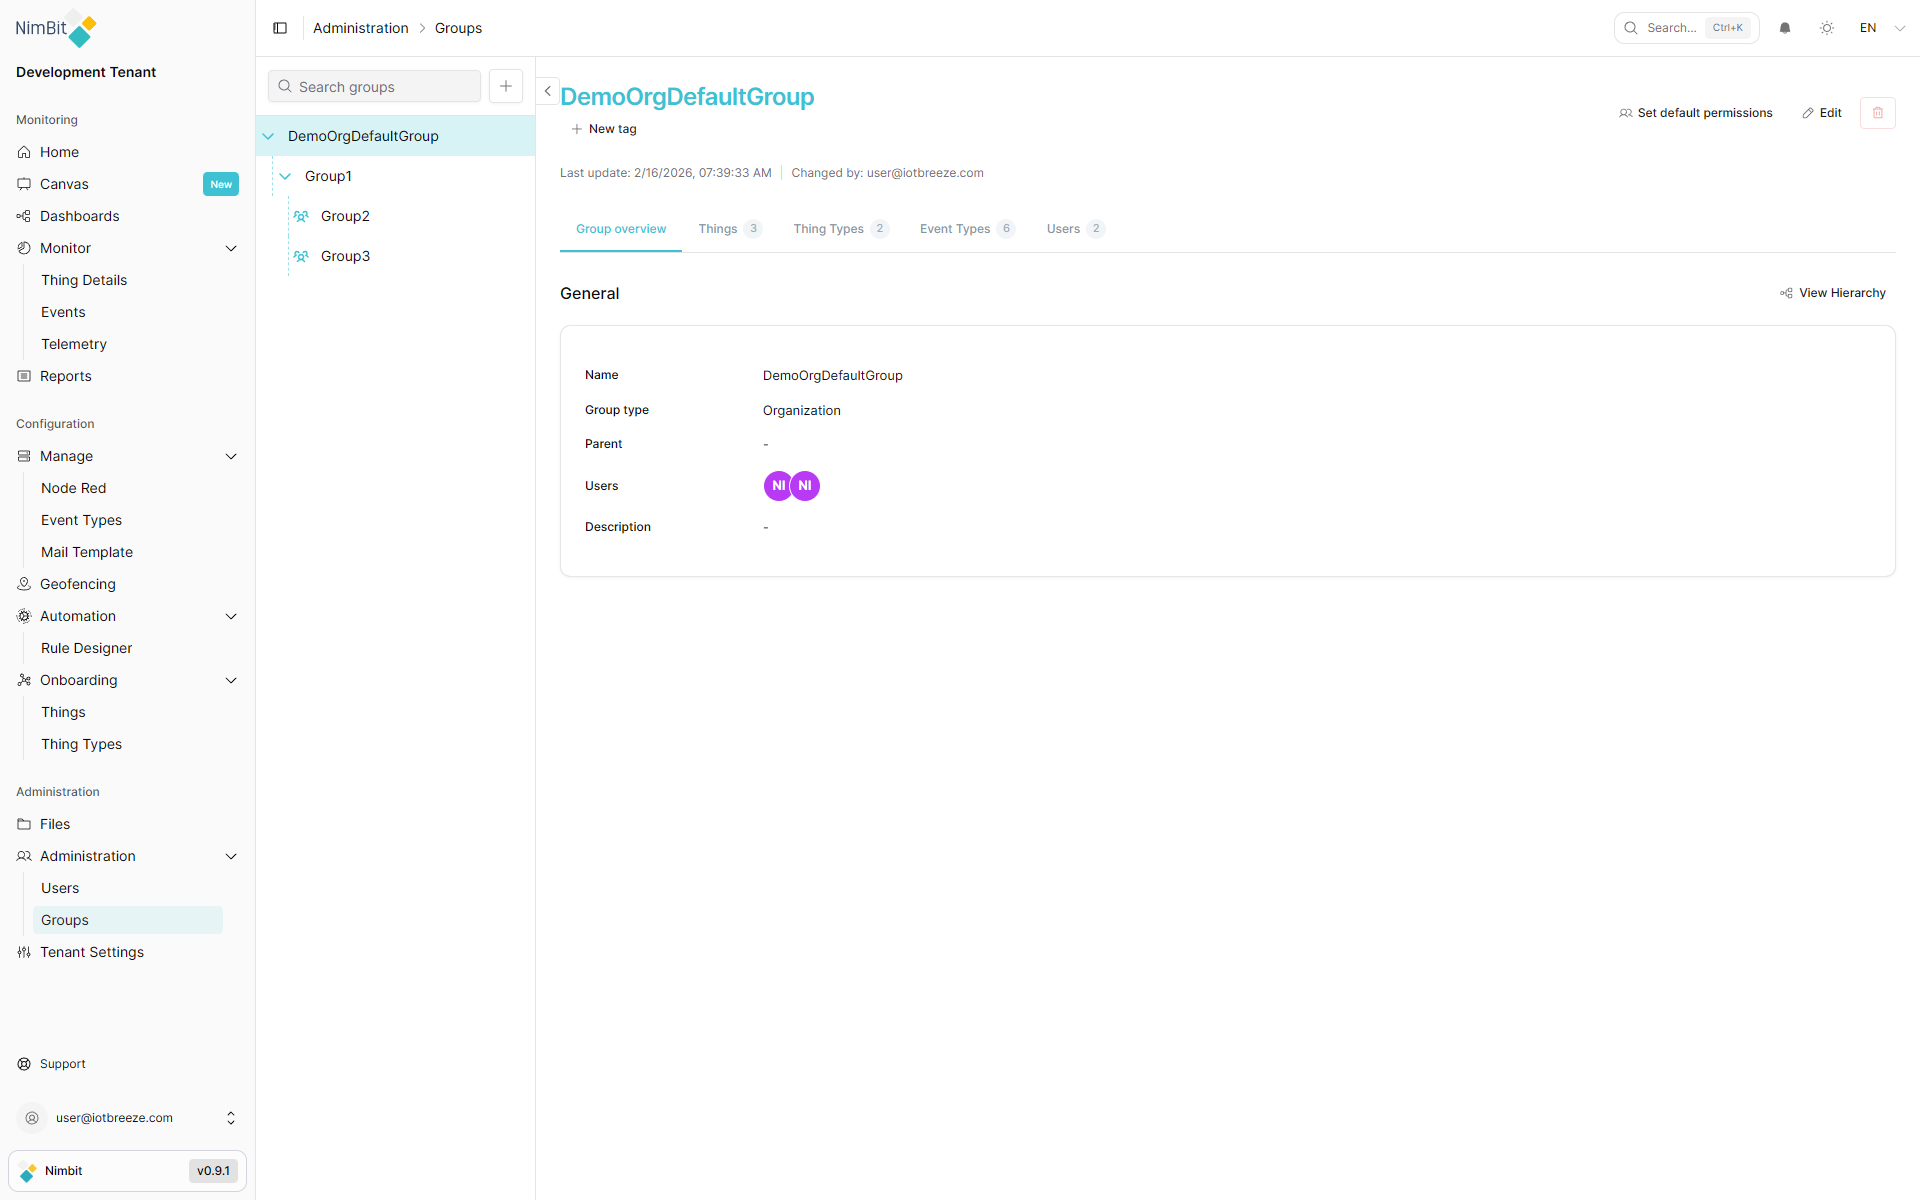 NimBit
Development Tenant
Monitoring
Home
Canvas New
Dashboards
Monitor
Thing Details
Events
Telemetry
Reports
Configuration
Manage
Node Red
Event Types
Mail Template
Geofencing
Automation
Rule Designer
Onboarding
Things
Thing Types
Administration
Files
Administration
Users
Groups
Tenant Settings
Support
user@iotbreeze.com
Nimbit v0.9.1
Administration > Groups
Search... Ctrl+K
EN
Search groups
DemoOrgDefaultGroup
Group1
Group2
Group3
DemoOrgDefaultGroup
New tag
Set default permissions
Edit
Last update: 2/16/2026, 07:39:33 AM Changed by: user@iotbreeze.com
Group overview Things 3 Thing Types 2 Event Types 6 Users 2
General
View Hierarchy
Name DemoOrgDefaultGroup
Group type Organization
Parent -
Users NI NI
Description -